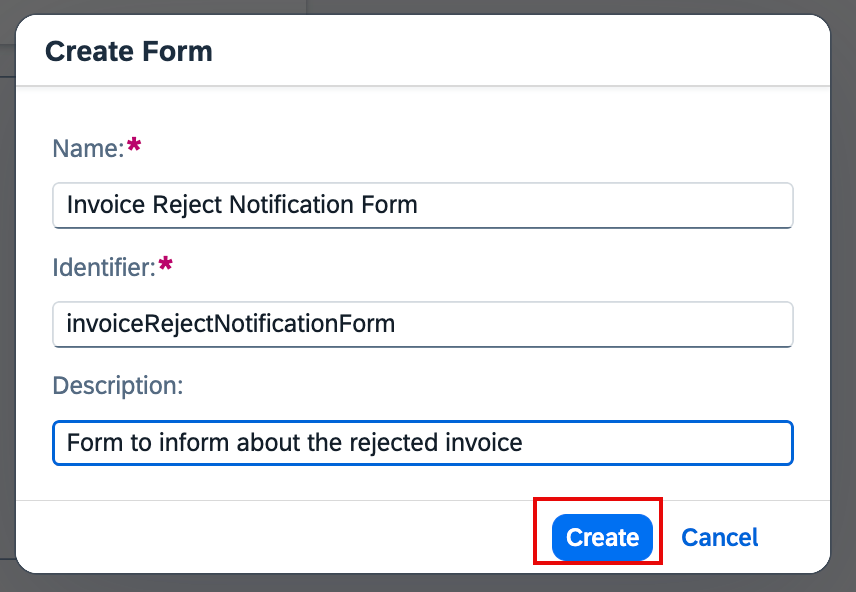 Create Form
Name:*
Invoice Reject Notification Form
Identifier:*
invoiceRejectNotificationForm
Description:
Form to inform about the rejected invoice
Create Cancel